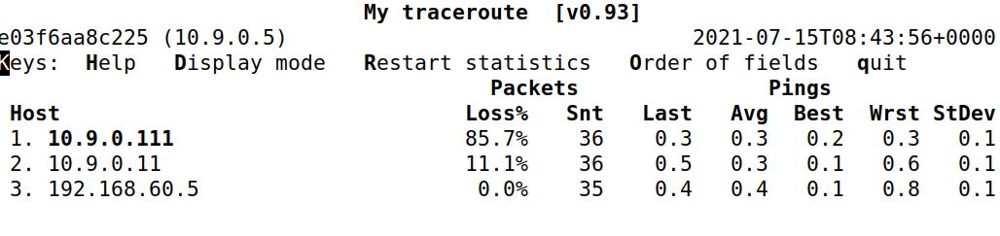 My traceroute  [v0.93]
e03f6aa8c225 (10.9.0.5) 2021-07-15T08:43:56+0000
Keys:  Help   Display mode   Restart statistics   Order of fields   quit
Packets Pings
Host Loss% Snt Last Avg Best Wrst StDev
1. 10.9.0.111 85.7% 36 0.3 0.3 0.2 0.3 0.1
2. 10.9.0.11 11.1% 36 0.5 0.3 0.1 0.6 0.1
3. 192.168.60.5 0.0% 35 0.4 0.4 0.1 0.8 0.1